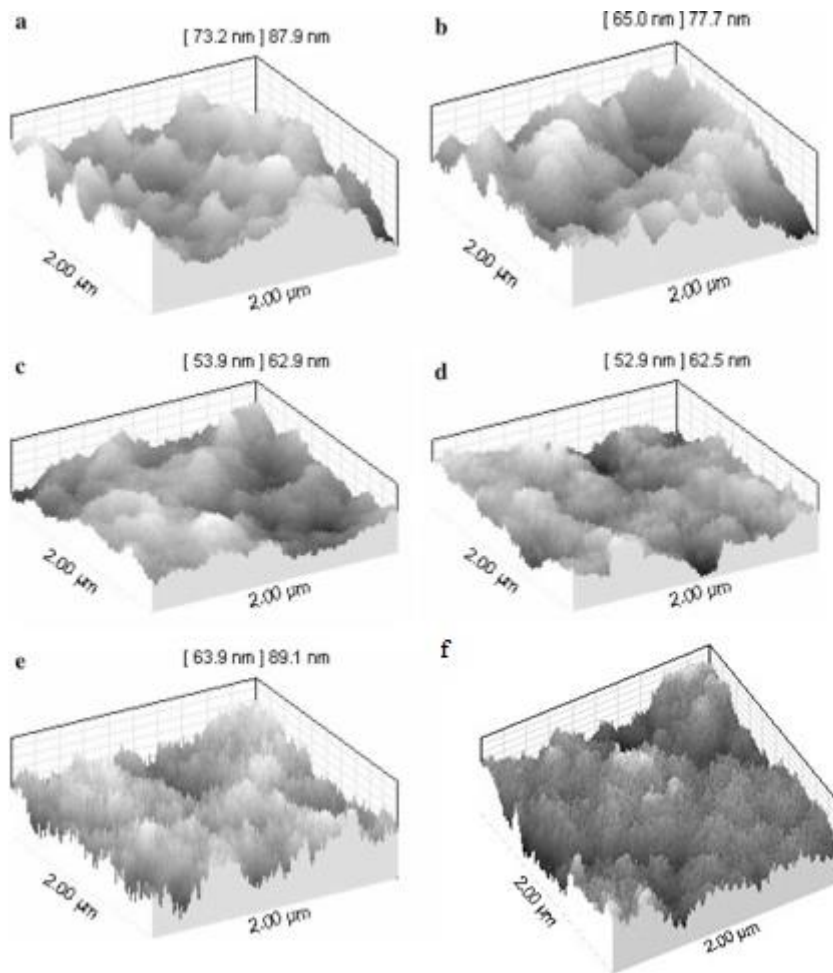 a
[ 73.2 nm ] 87.9 nm
2.00 µm
2.00 µm
b
[ 65.0 nm ] 77.7 nm
2.00 µm
2.00 µm
c
[ 53.9 nm ] 62.9 nm
2.00 µm
2.00 µm
d
[ 52.9 nm ] 62.5 nm
2.00 µm
2.00 µm
e
[ 63.9 nm ] 89.1 nm
2.00 µm
2.00 µm
f
2.00 µm
2.00 µm